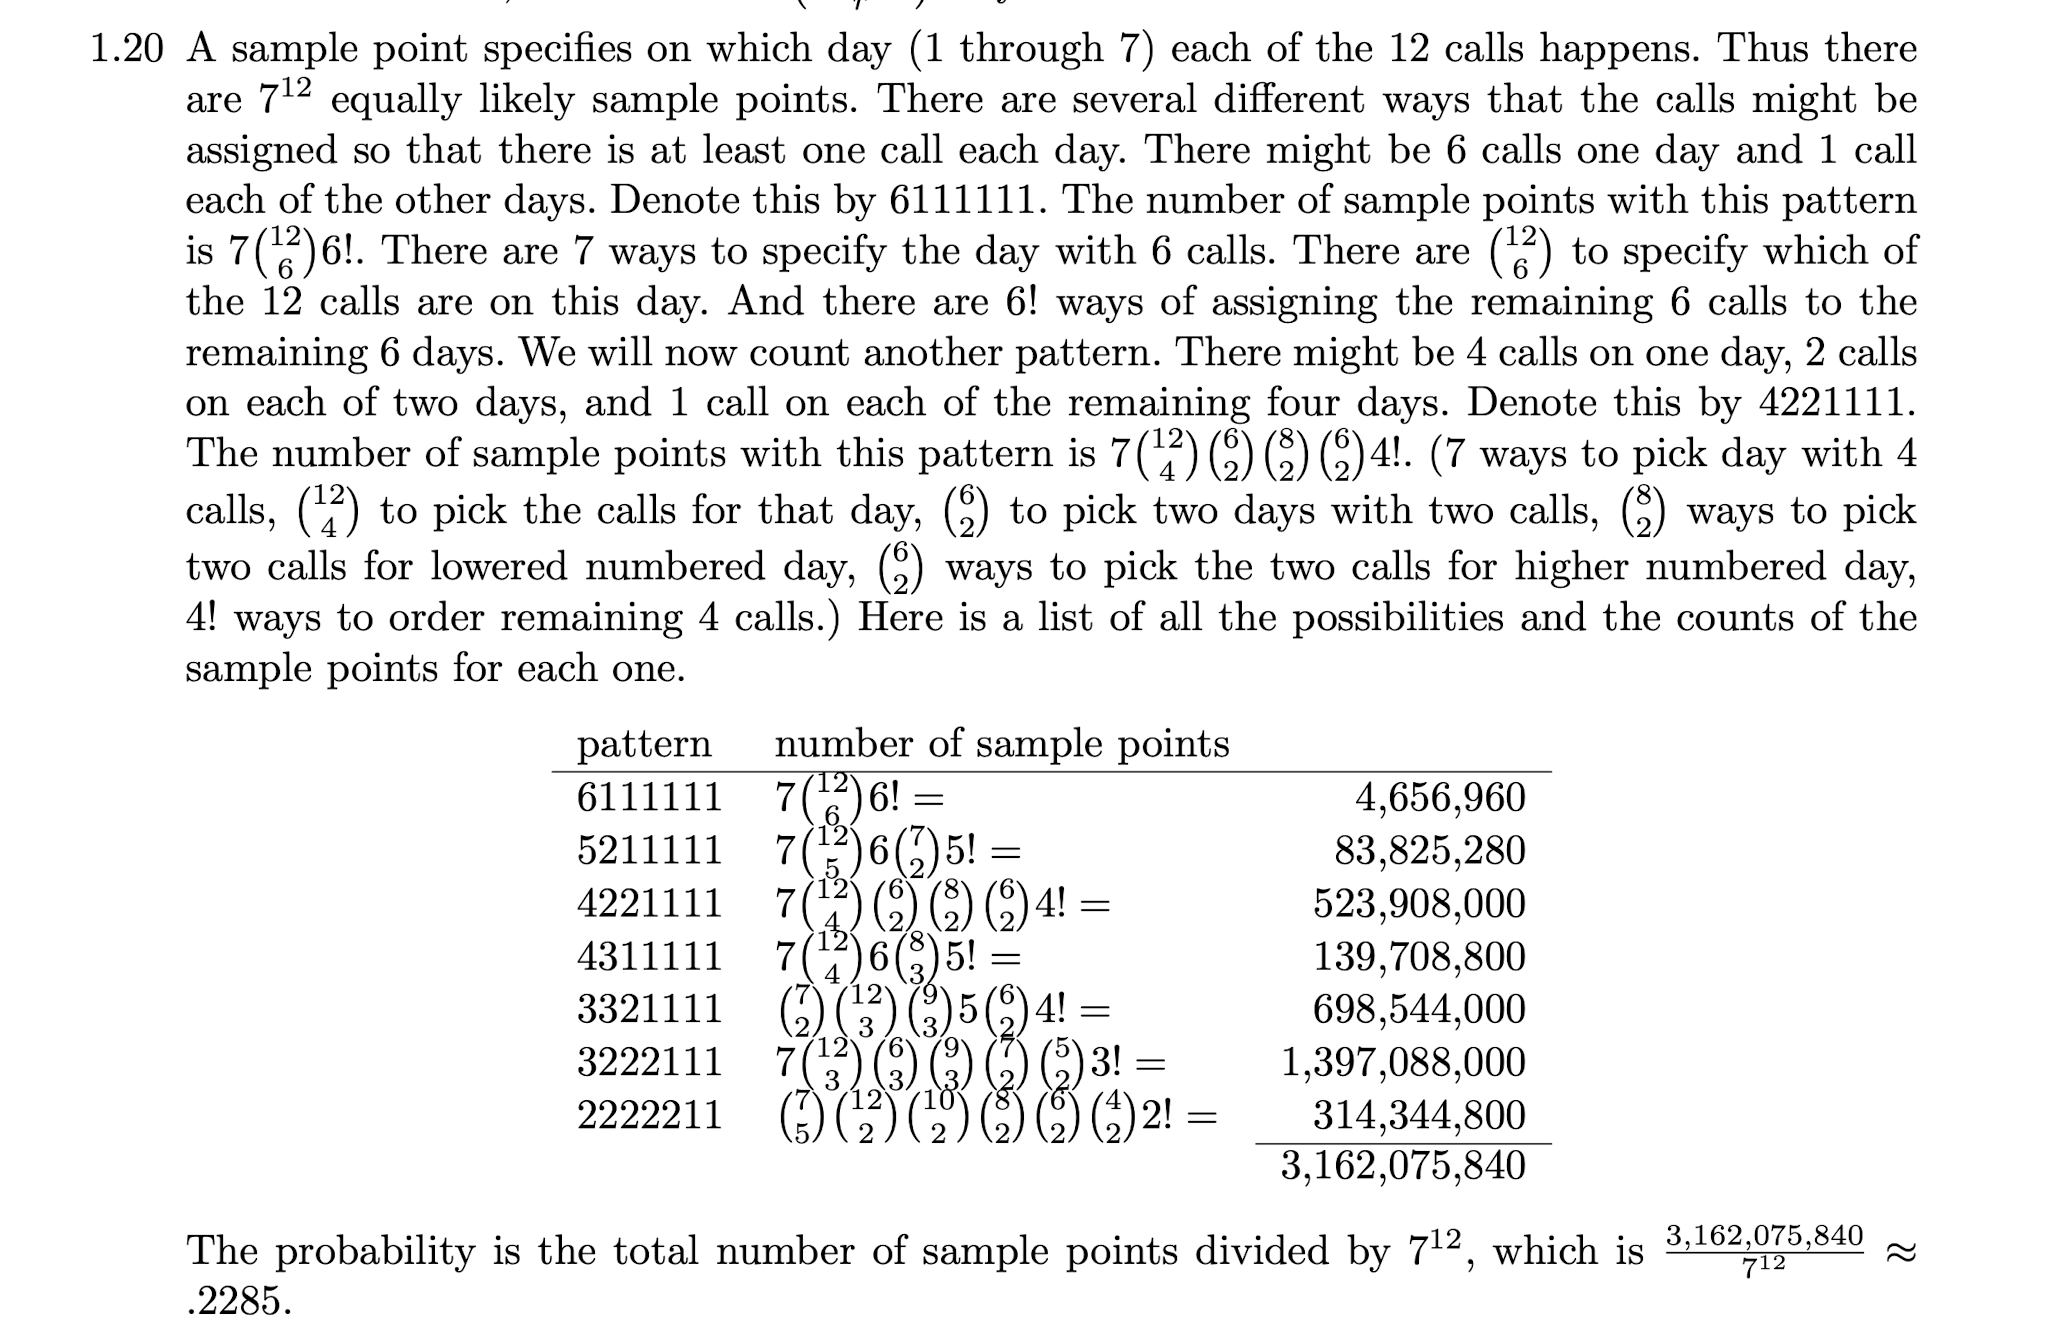 1.20 A sample point specifies on which day (1 through 7) each of the 12 calls happens. Thus there
are 7^{12} equally likely sample points. There are several different ways that the calls might be
assigned so that there is at least one call each day. There might be 6 calls one day and 1 call
each of the other days. Denote this by 6111111. The number of sample points with this pattern
is 7\binom{12}{6}6!. There are 7 ways to specify the day with 6 calls. There are \binom{12}{6} to specify which of
the 12 calls are on this day. And there are 6! ways of assigning the remaining 6 calls to the
remaining 6 days. We will now count another pattern. There might be 4 calls on one day, 2 calls
on each of two days, and 1 call on each of the remaining four days. Denote this by 4221111.
The number of sample points with this pattern is 7\binom{12}{4}\binom{6}{2}\binom{8}{2}\binom{6}{2}4!. (7 ways to pick day with 4
calls, \binom{12}{4} to pick the calls for that day, \binom{6}{2} to pick two days with two calls, \binom{8}{2} ways to pick
two calls for lowered numbered day, \binom{6}{2} ways to pick the two calls for higher numbered day,
4! ways to order remaining 4 calls.) Here is a list of all the possibilities and the counts of the
sample points for each one.
pattern number of sample points
6111111 7\binom{12}{6}6! = 4,656,960
5211111 7\binom{12}{5}6\binom{7}{2}5! = 83,825,280
4221111 7\binom{12}{4}\binom{6}{2}\binom{8}{2}\binom{6}{2}4! = 523,908,000
4311111 7\binom{12}{4}6\binom{8}{3}5! = 139,708,800
3321111 \binom{7}{2}\binom{12}{3}\binom{9}{3}5\binom{6}{2}4! = 698,544,000
3222111 7\binom{12}{3}\binom{6}{3}\binom{9}{3}\binom{7}{2}\binom{5}{2}3! = 1,397,088,000
2222211 \binom{7}{5}\binom{12}{2}\binom{10}{2}\binom{8}{2}\binom{6}{2}\binom{4}{2}2! = 314,344,800
3,162,075,840
The probability is the total number of sample points divided by 7^{12}, which is \frac{3,162,075,840}{7^{12}} ≈
.2285.